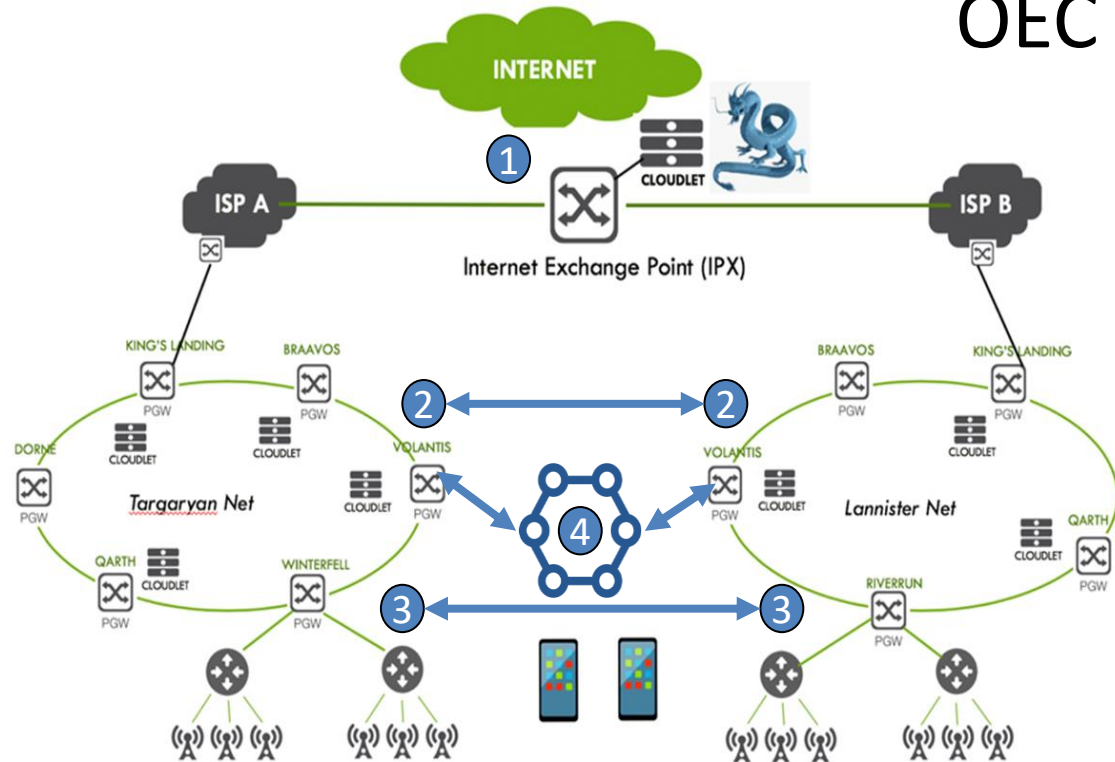 OEC
INTERNET
1
CLOUDLET
ISP A
ISP B
Internet Exchange Point (IPX)
KING'S LANDING
BRAAVOS
BRAAVOS
KING'S LANDING
PGW
PGW
PGW
PGW
2
2
DORNE
CLOUDLET
CLOUDLET
VOLANTIS
VOLANTIS
CLOUDLET
PGW
Targaryan Net
CLOUDLET
PGW
4
PGW
CLOUDLET
Lannister Net
QARTH
CLOUDLET
PGW
QARTH
CLOUDLET
WINTERFELL
RIVERRUN
PGW
PGW
3
3
PGW